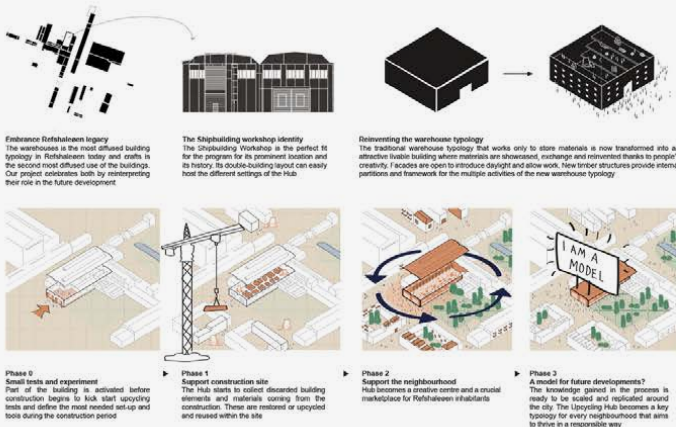 Embrance Refshaleøen legacy
The warehouses is the most diffused building
typology in Refshaleøen today and crafts is
the second most diffused use of the buildings.
Our project celebrates both by reinterpreting
their role in the future development
The Shipbuilding workshop identity
The Shipbuilding Workshop is the perfect fit
for the program for its prominent location and
its history. Its double-building layout can easily
host the different settings of the Hub
Reinventing the warehouse typology
The traditional warehouse typology that works only to store materials is now transformed into a
attractive livable building where materials are showcased, exchange and reinvented thanks to people'
creativity. Facades are open to introduce daylight and allow work. New timber structures provide interna
partitions and framework for the multiple activities of the new warehouse typology
I AM A
MODEL
Phase 0
Small tests and experiment
Part of the building is activated before
construction begins to kick start upcycling
tests and define the most needed set-up and
tools during the construction period
Phase 1
Support construction site
The Hub starts to collect discarded building
elements and materials coming from the
construction. These are restored or upcycled
and reused within the site
Phase 2
Support the neighbourhood
Hub becomes a creative centre and a crucial
marketplace for Refshaleøen inhabitants
Phase 3
A model for future developments?
The knowledge gained in the process is
ready to be scaled and replicated around
the city. The Upcycling Hub becomes a key
typology for every neighbourhood that aims
to thrive in a responsible way